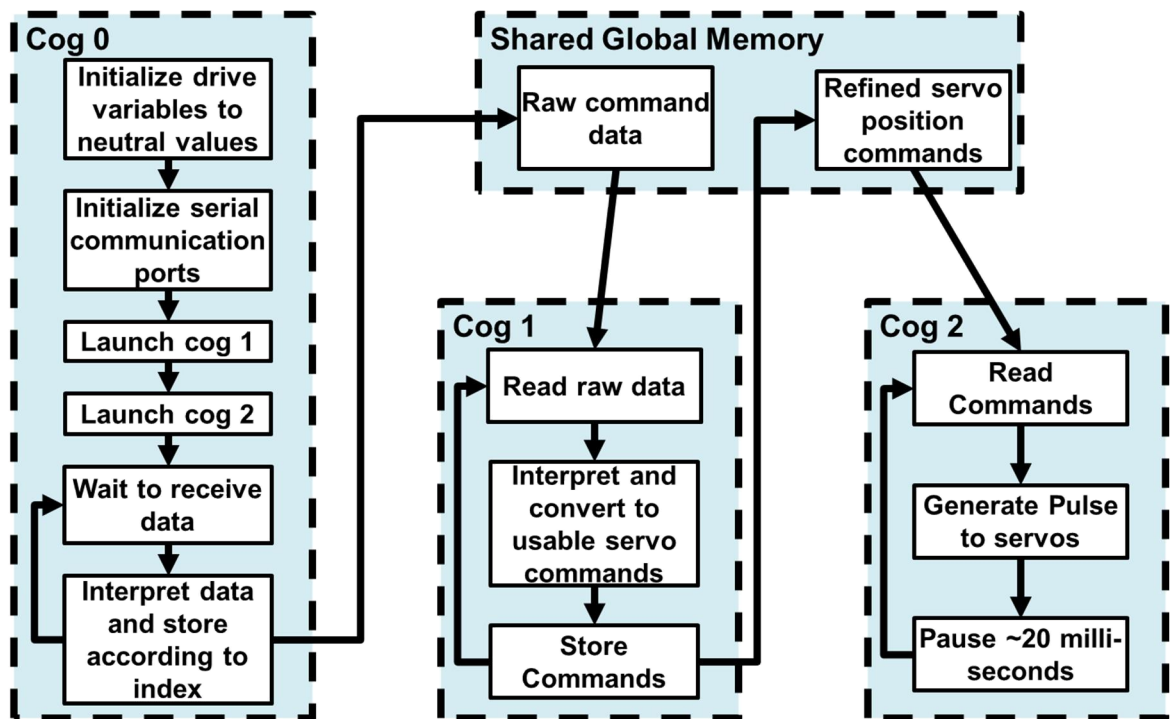 Cog 0
Initialize drive
variables to
neutral values
Initialize serial
communication
ports
Launch cog 1
Launch cog 2
Wait to receive
data
Interpret data
and store
according to
index
Shared Global Memory
Raw command
data
Refined servo
position
commands
Cog 1
Read raw data
Interpret and
convert to
usable servo
commands
Store
Commands
Cog 2
Read
Commands
Generate Pulse
to servos
Pause ~20 milli-
seconds